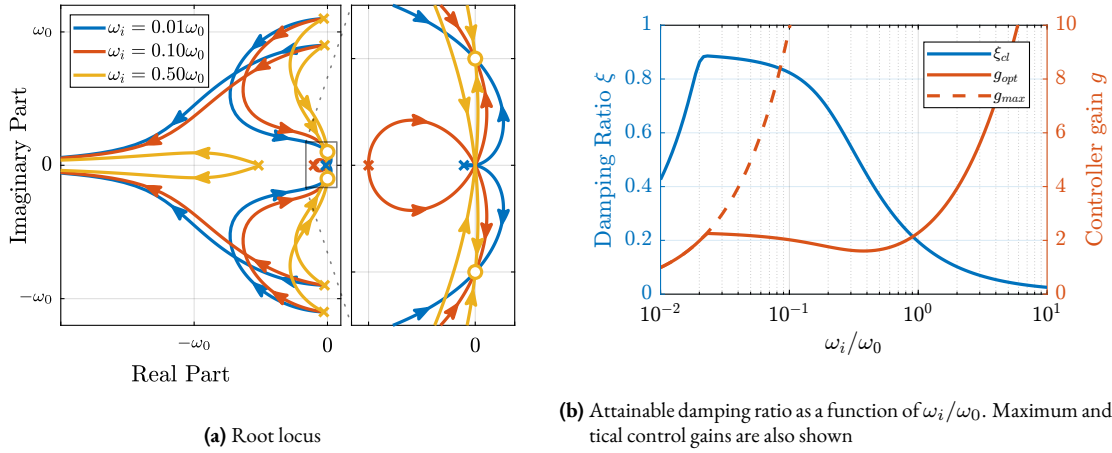 ω₀
0
−ω₀
Imaginary Part
ωᵢ = 0.01ω₀
ωᵢ = 0.10ω₀
ωᵢ = 0.50ω₀
−ω₀
0
0
Real Part
(a) Root locus
1
0.8
0.6
0.4
0.2
0
Damping Ratio ξ
ξ_cl
g_opt
g_max
10
8
6
4
2
0
Controller gain g
10⁻²
10⁻¹
10⁰
10¹
ωᵢ/ω₀
(b) Attainable damping ratio as a function of ωᵢ/ω₀. Maximum and
tical control gains are also shown